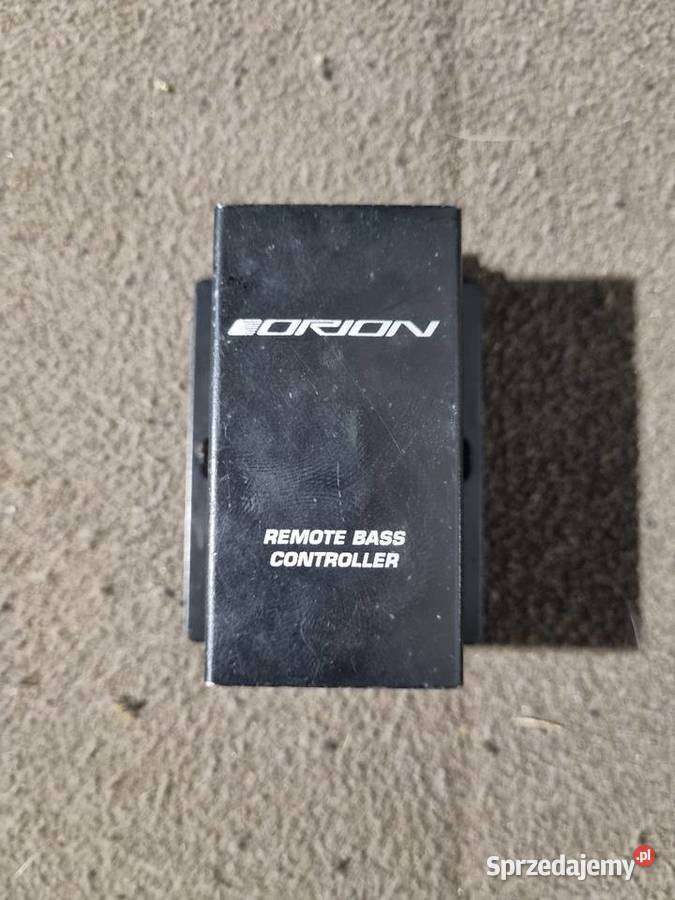 ORION
REMOTE BASS
CONTROLLER
Sprzedajemy.pl